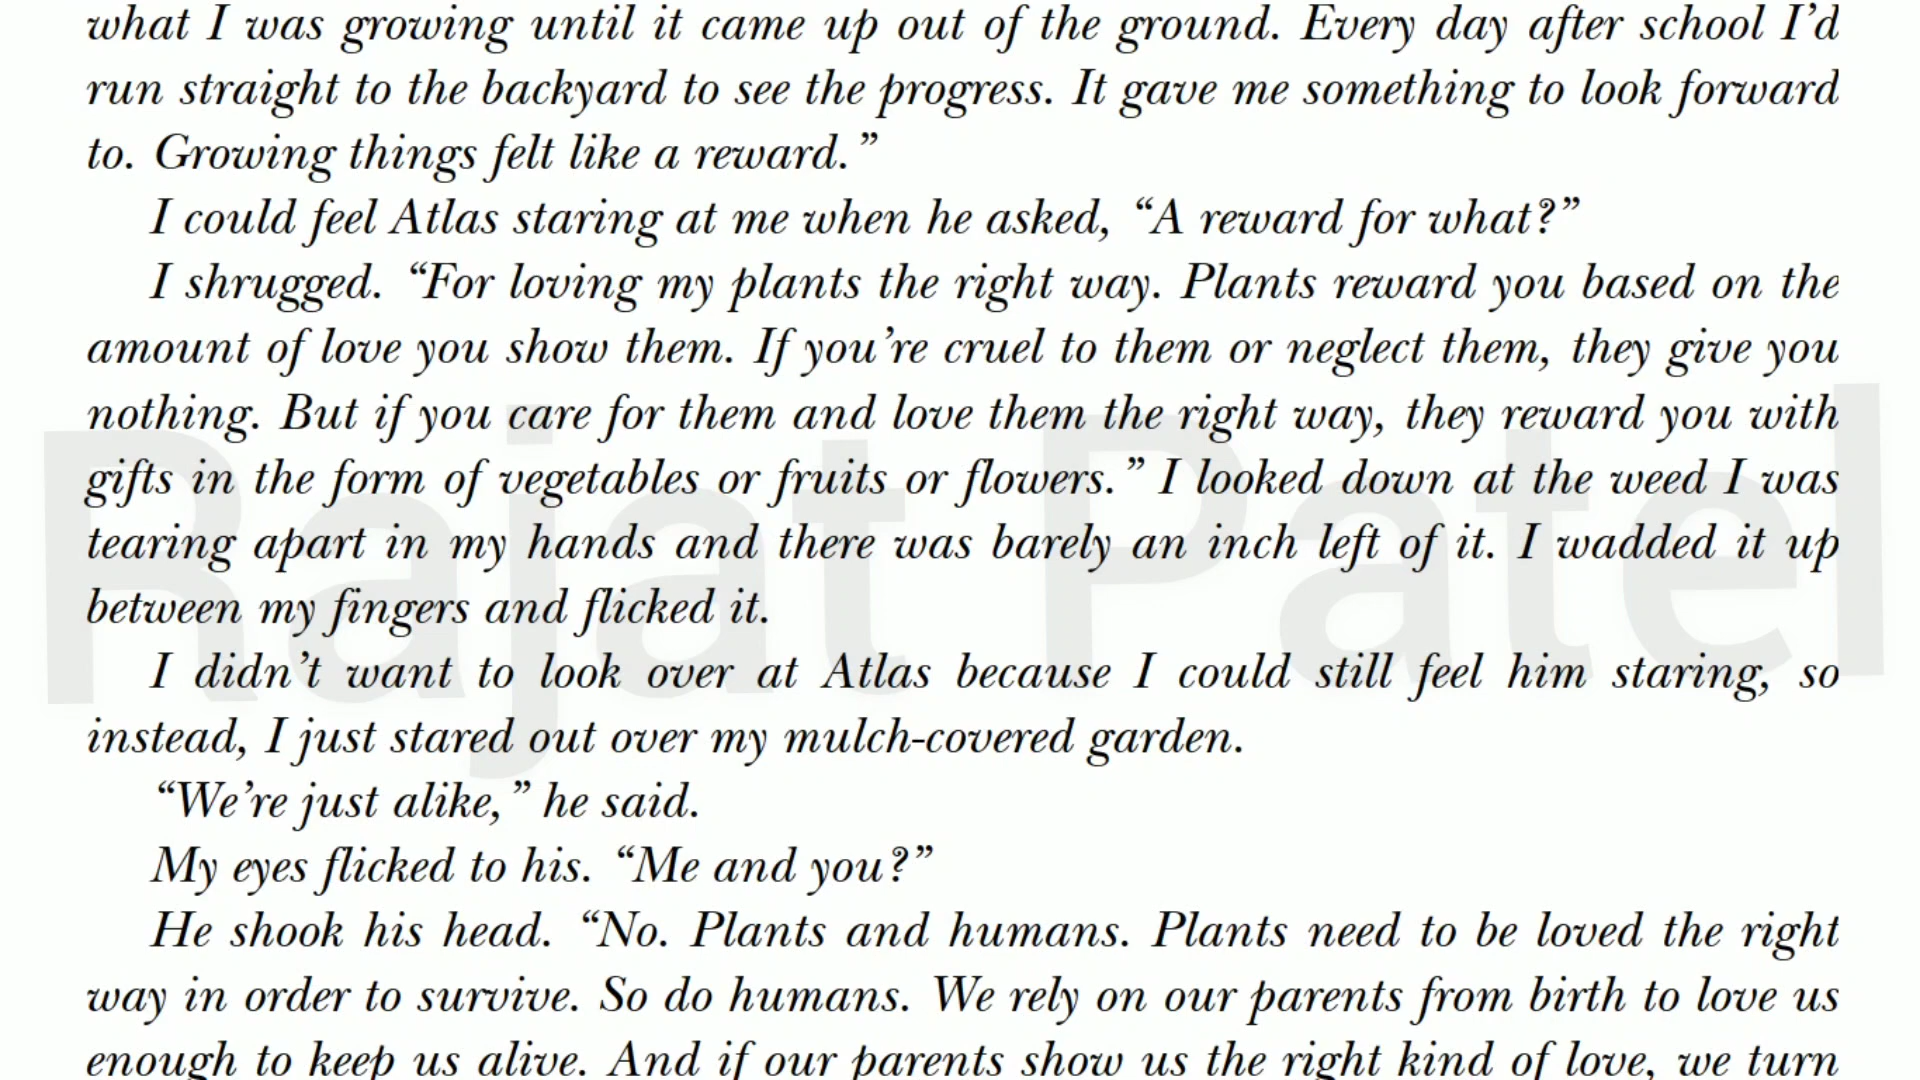 what I was growing until it came up out of the ground. Every day after school I’d
run straight to the backyard to see the progress. It gave me something to look forward
to. Growing things felt like a reward.”
I could feel Atlas staring at me when he asked, “A reward for what?”
I shrugged. “For loving my plants the right way. Plants reward you based on the
amount of love you show them. If you’re cruel to them or neglect them, they give you
nothing. But if you care for them and love them the right way, they reward you with
gifts in the form of vegetables or fruits or flowers.” I looked down at the weed I was
tearing apart in my hands and there was barely an inch left of it. I wadded it up
between my fingers and flicked it.
I didn’t want to look over at Atlas because I could still feel him staring, so
instead, I just stared out over my mulch-covered garden.
“We’re just alike,” he said.
My eyes flicked to his. “Me and you?”
He shook his head. “No. Plants and humans. Plants need to be loved the right
way in order to survive. So do humans. We rely on our parents from birth to love us
enough to keep us alive. And if our parents show us the right kind of love, we turn
Rajat Patel